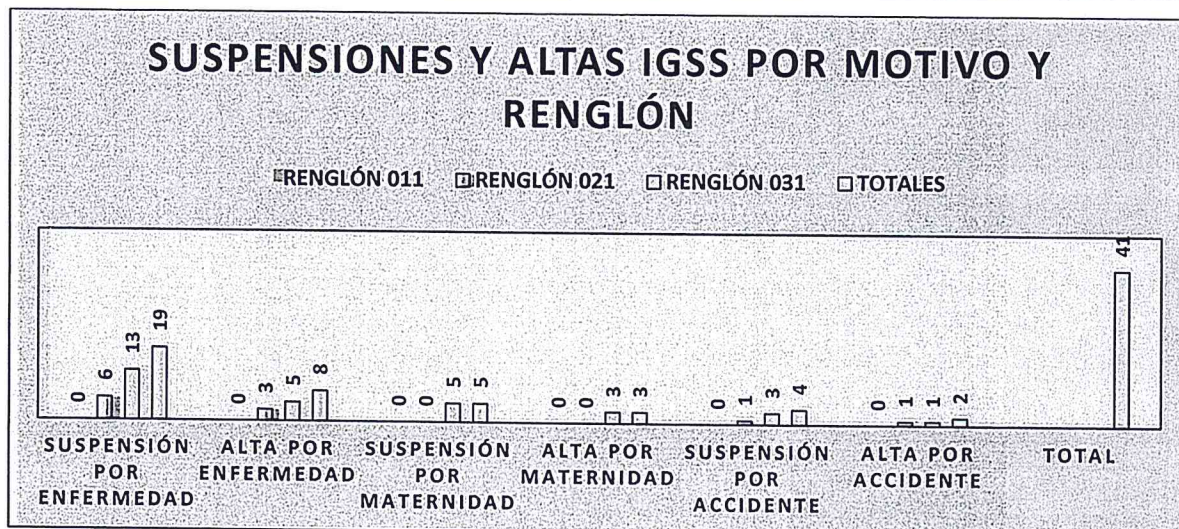 SUSPENSIONES Y ALTAS IGSS POR MOTIVO Y
RENGLÓN
RENGLÓN 011 RENGLÓN 021 RENGLÓN 031 TOTALES
0 6 13 19
0 3 5 8
0 0 5 5
0 0 3 3
0 1 3 4
0 1 1 2
41
SUSPENSIÓN
POR
ENFERMEDAD
ALTA POR
ENFERMEDAD
SUSPENSIÓN
POR
MATERNIDAD
ALTA POR
MATERNIDAD
SUSPENSIÓN
POR
ACCIDENTE
ALTA POR
ACCIDENTE
TOTAL